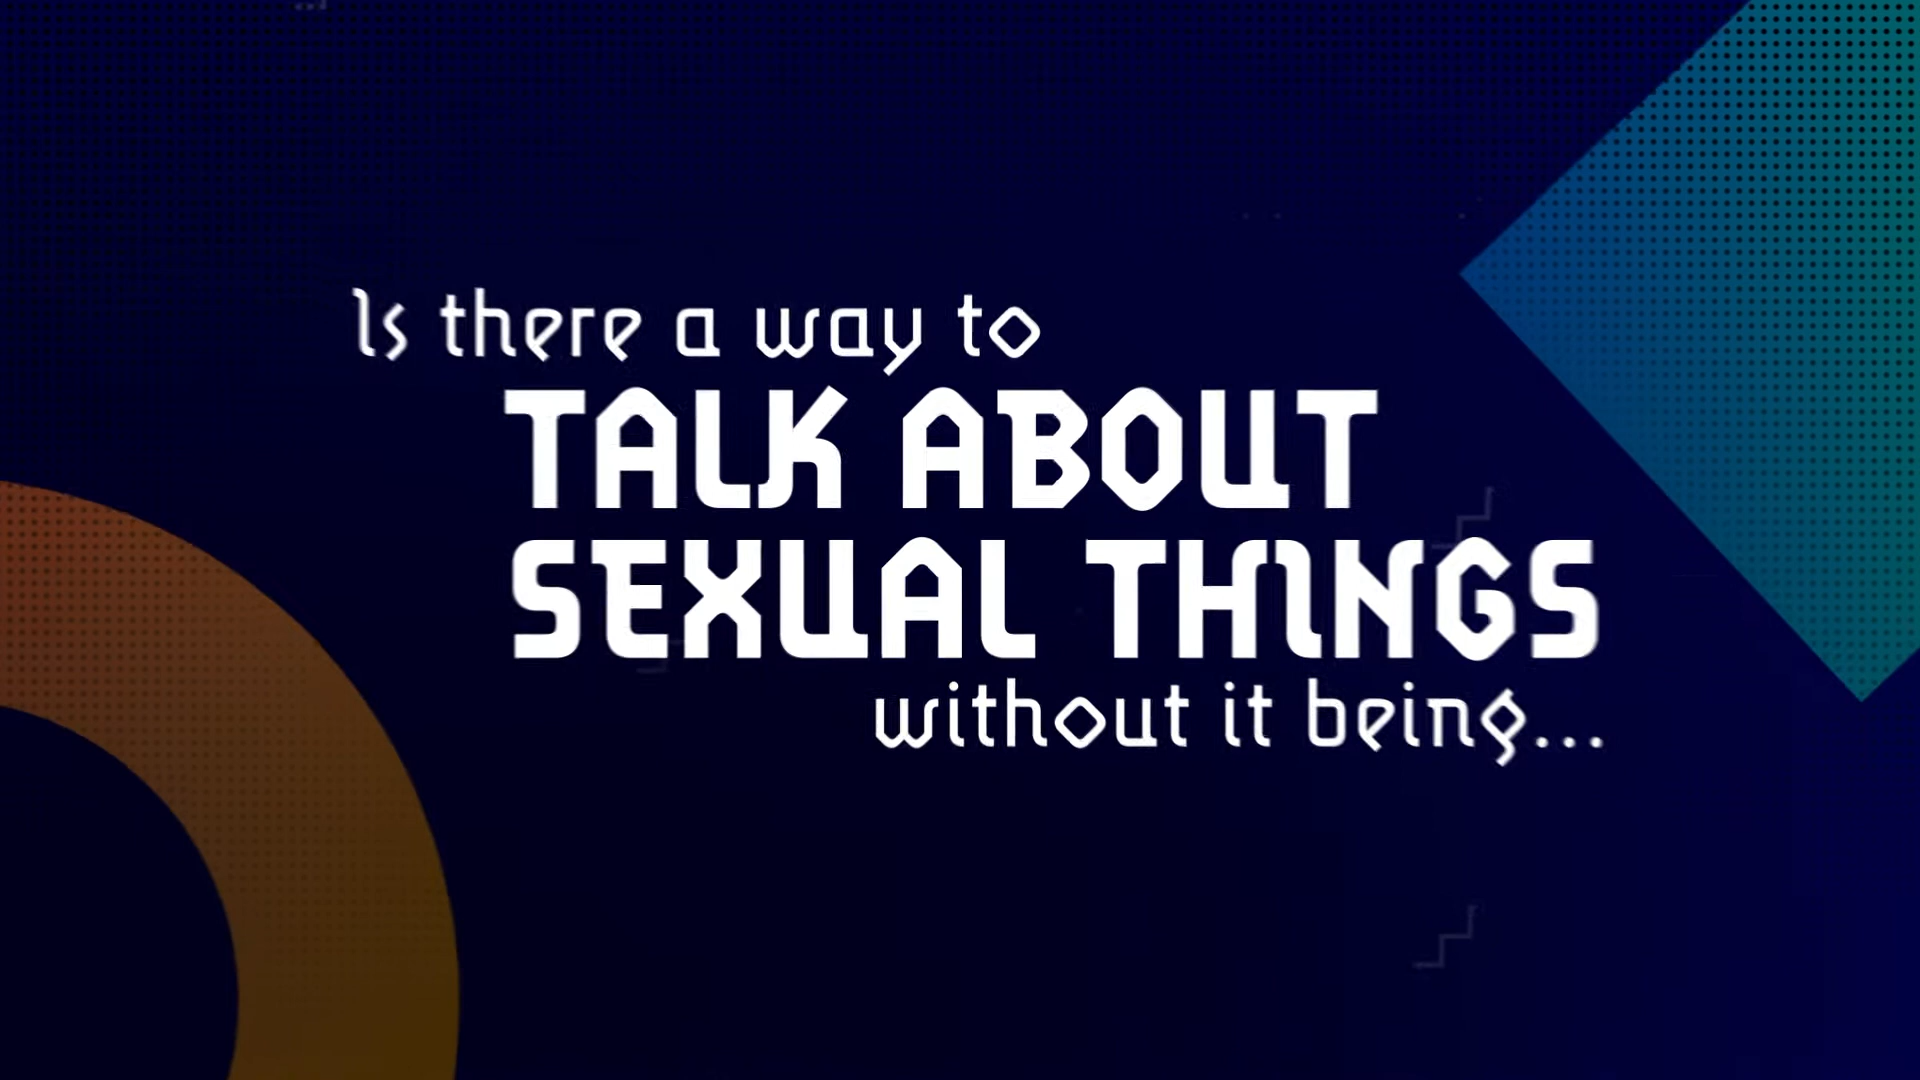 Is there a way to
TALK ABOUT
SEXUAL THINGS
without it being...